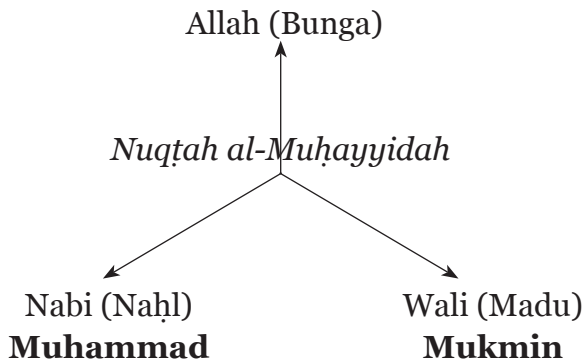 Allah (Bunga)
Nuqṭah al-Muḥayyidah
Nabi (Naḥl) Wali (Madu)
Muhammad Mukmin